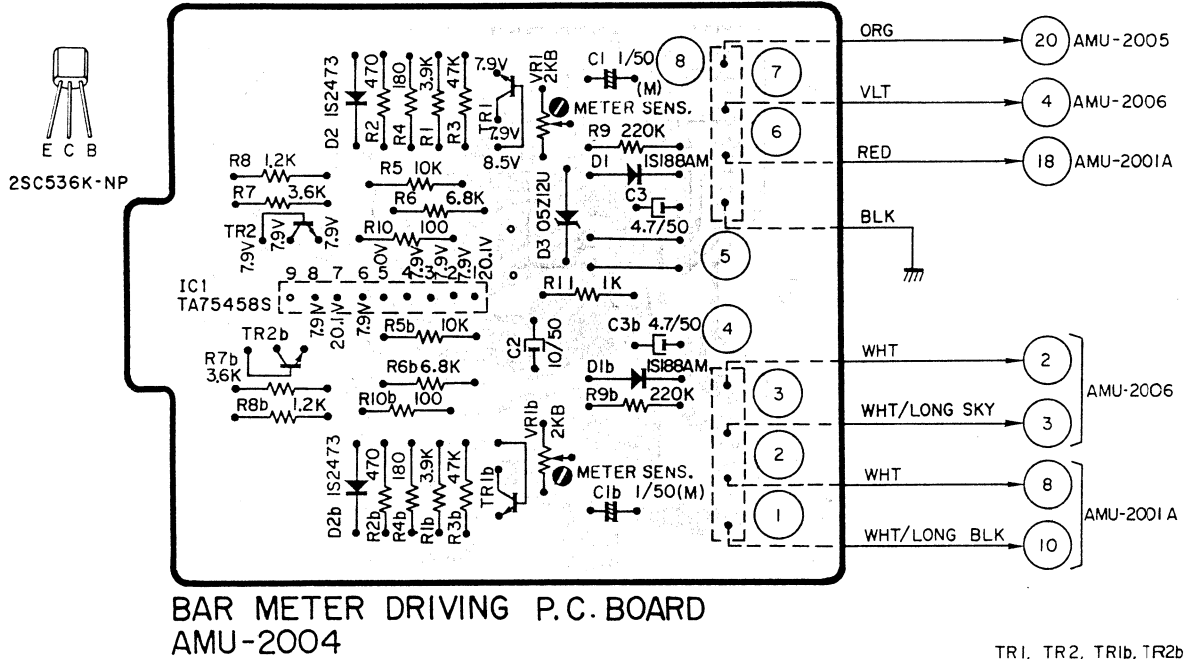 E C B
2SC536K-NP
D2 1S2473
R2 470
R4 180
R1 3.9K
R3 47K
7.9V
TR1
7.9V
8.5V
VR1
2KB
METER SENS.
C1 1/50
(M)
R9 220K
D1 1S188AM
C3
4.7/50
D3 05Z12U
R8 1.2K
R7 3.6K
TR2
7.9V
7.9V
7.9V
R5 10K
R6 6.8K
R10 100
0V
7.9V
7.9V
7.9V
20.1V
IC1
TA75458S
9 8 7 6 5 4 3 2 1
7.9V
20.1V
7.9V
R11 1K
R5b 10K
TR2b
R7b
3.6K
R8b 1.2K
R6b 6.8K
R10b 100
C2
10/50
C3b 4.7/50
D1b 1S188AM
R9b 220K
VR1b
2KB
METER SENS.
C1b 1/50(M)
D2b 1S2473
R2b 470
R4b 180
R1b 3.9K
R3b 47K
TR1b
8
7
6
5
4
3
2
1
ORG 20 AMU-2005
VLT 4 AMU-2006
RED 18 AMU-2001A
BLK
WHT 2
WHT/LONG SKY 3
AMU-2006
WHT 8
WHT/LONG BLK 10
AMU-2001A
BAR METER DRIVING P.C. BOARD
AMU-2004
TR1, TR2, TR1b, TR2b